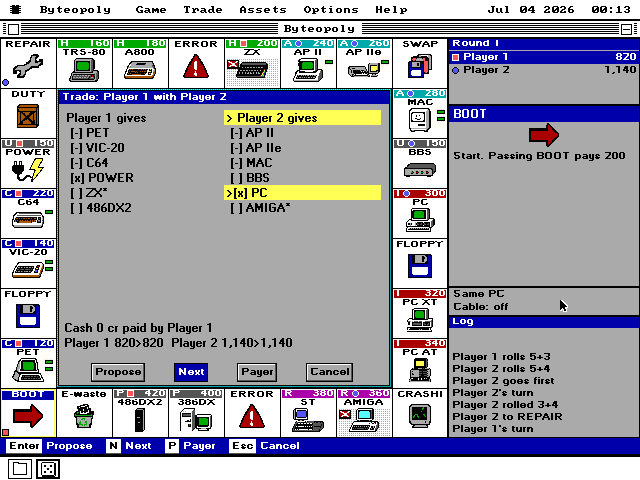 Byteopoly Game Trade Assets Options Help Jul 04 2026 00:13
Byteopoly
REPAIR
H 160
TRS-80
H 180
A800
ERROR
H 200
ZX
A 240
AP II
A 260
AP IIe
SWAP
DUTY
A 280
MAC
U 150
POWER
U 150
BBS
C 220
C64
I 300
PC
C 140
VIC-20
FLOPPY
FLOPPY
I 320
PC XT
C 120
PET
I 340
PC AT
BOOT
E-waste
P 420
486DX2
P 400
386DX
ERROR
R 380
ST
R 360
AMIGA
CRASH!
Trade: Player 1 with Player 2
Player 1 gives
[-] PET
[-] VIC-20
[-] C64
[x] POWER
[ ] ZX*
[ ] 486DX2
> Player 2 gives
[-] AP II
[-] AP IIe
[-] MAC
[ ] BBS
>[x] PC
[ ] AMIGA*
Cash 0 cr paid by Player 1
Player 1 820>820 Player 2 1,140>1,140
Propose Next Payer Cancel
Round 1
Player 1 820
Player 2 1,140
BOOT
Start. Passing BOOT pays 200
Same PC
Cable: off
Log
Player 1 rolls 5+3
Player 2 rolls 5+4
Player 2 goes first
Player 2's turn
Player 2 rolled 3+4
Player 2 to REPAIR
Player 1's turn
Enter Propose N Next P Payer Esc Cancel